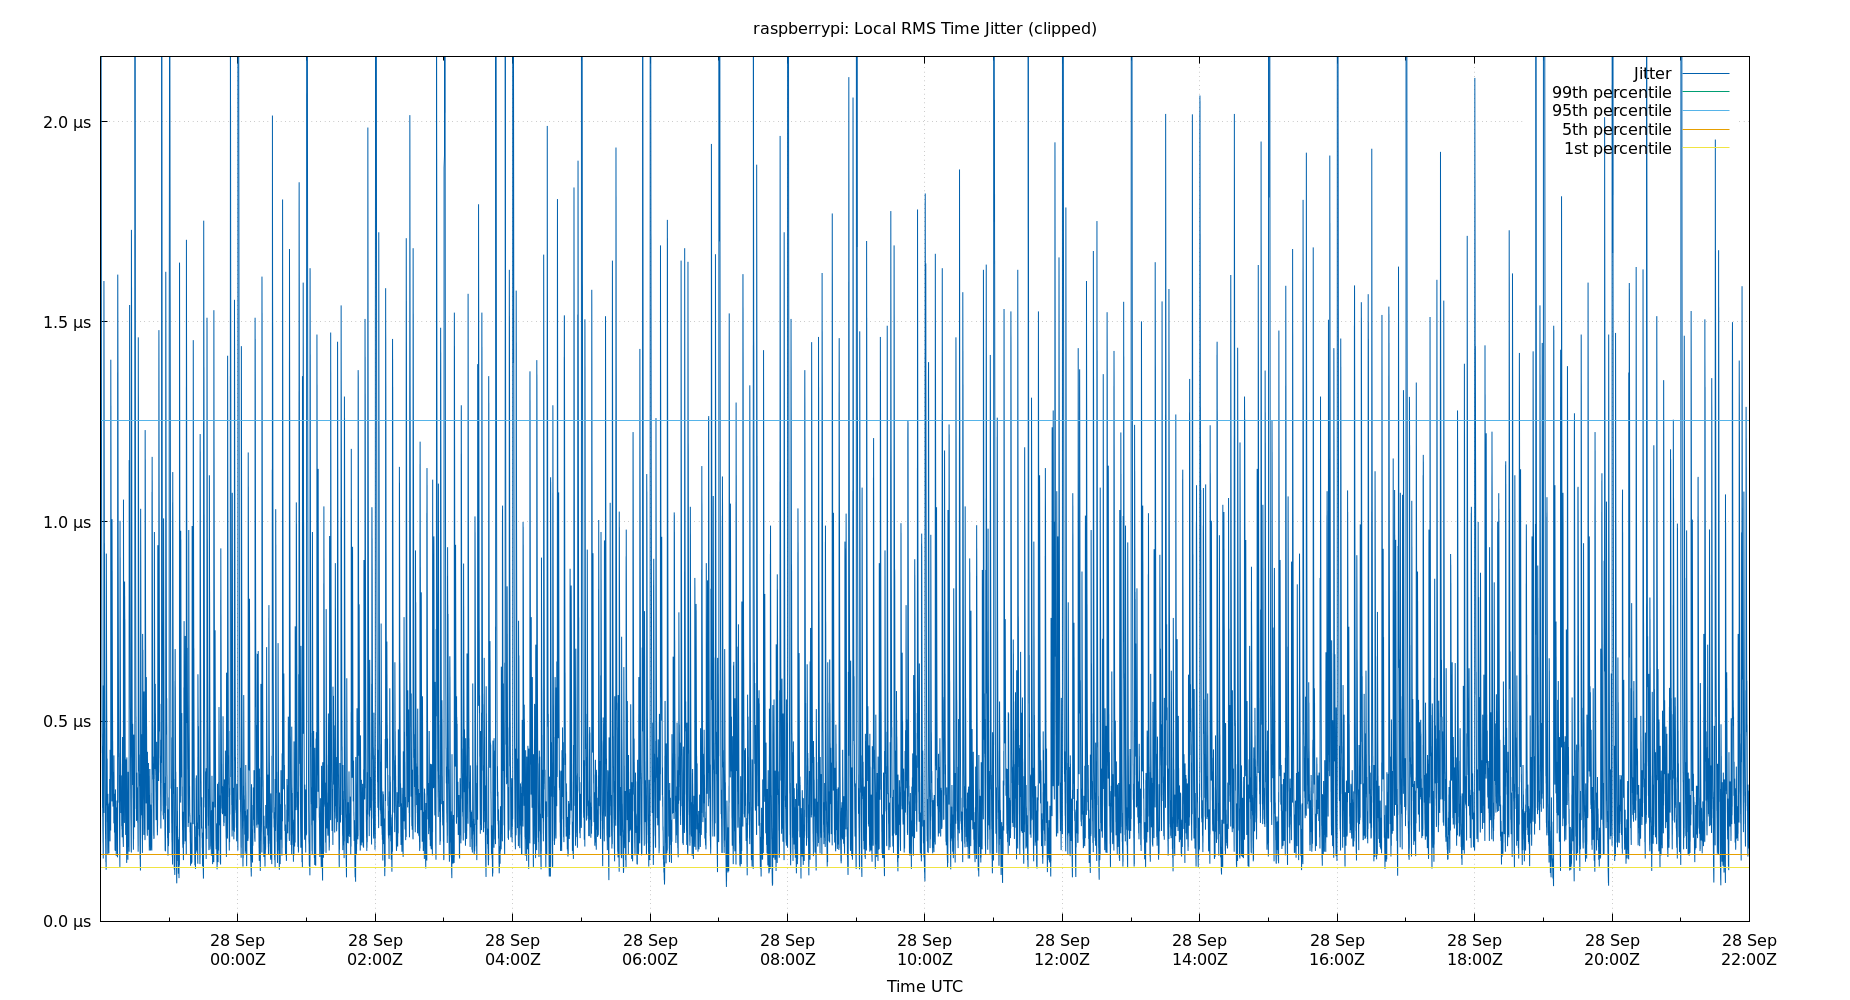 raspberrypi: Local RMS Time Jitter (clipped)
Jitter
99th percentile
95th percentile
5th percentile
1st percentile
2.0 µs
1.5 µs
1.0 µs
0.5 µs
0.0 µs
28 Sep 28 Sep 28 Sep 28 Sep 28 Sep 28 Sep 28 Sep 28 Sep 28 Sep 28 Sep 28 Sep 28 Sep
00:00Z 02:00Z 04:00Z 06:00Z 08:00Z 10:00Z 12:00Z 14:00Z 16:00Z 18:00Z 20:00Z 22:00Z
Time UTC